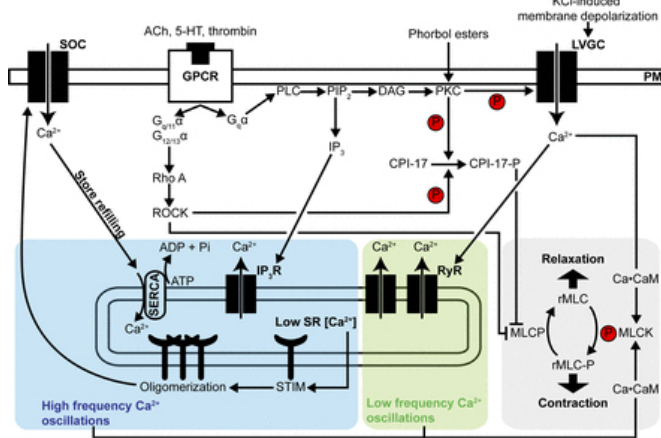 KCl-induced
membrane depolarization
SOC
ACh, 5-HT, thrombin
Phorbol esters
LVGC
GPCR
PM
PLC
PIP₂
DAG
PKC
P
Ca²⁺
Gq/11α
G12/13α
Gqα
P
Ca²⁺
IP₃
CPI-17
CPI-17-P
Store refilling
Rho A
P
ROCK
ADP + Pi
Ca²⁺
Ca²⁺
Ca²⁺
Relaxation
IP₃R
RyR
SERCA
ATP
rMLC
Ca•CaM
Ca²⁺
Low SR [Ca²⁺]
MLCP
P
MLCK
rMLC-P
Oligomerization
STIM
Contraction
Ca•CaM
High frequency Ca²⁺
oscillations
Low frequency Ca²⁺
oscillations